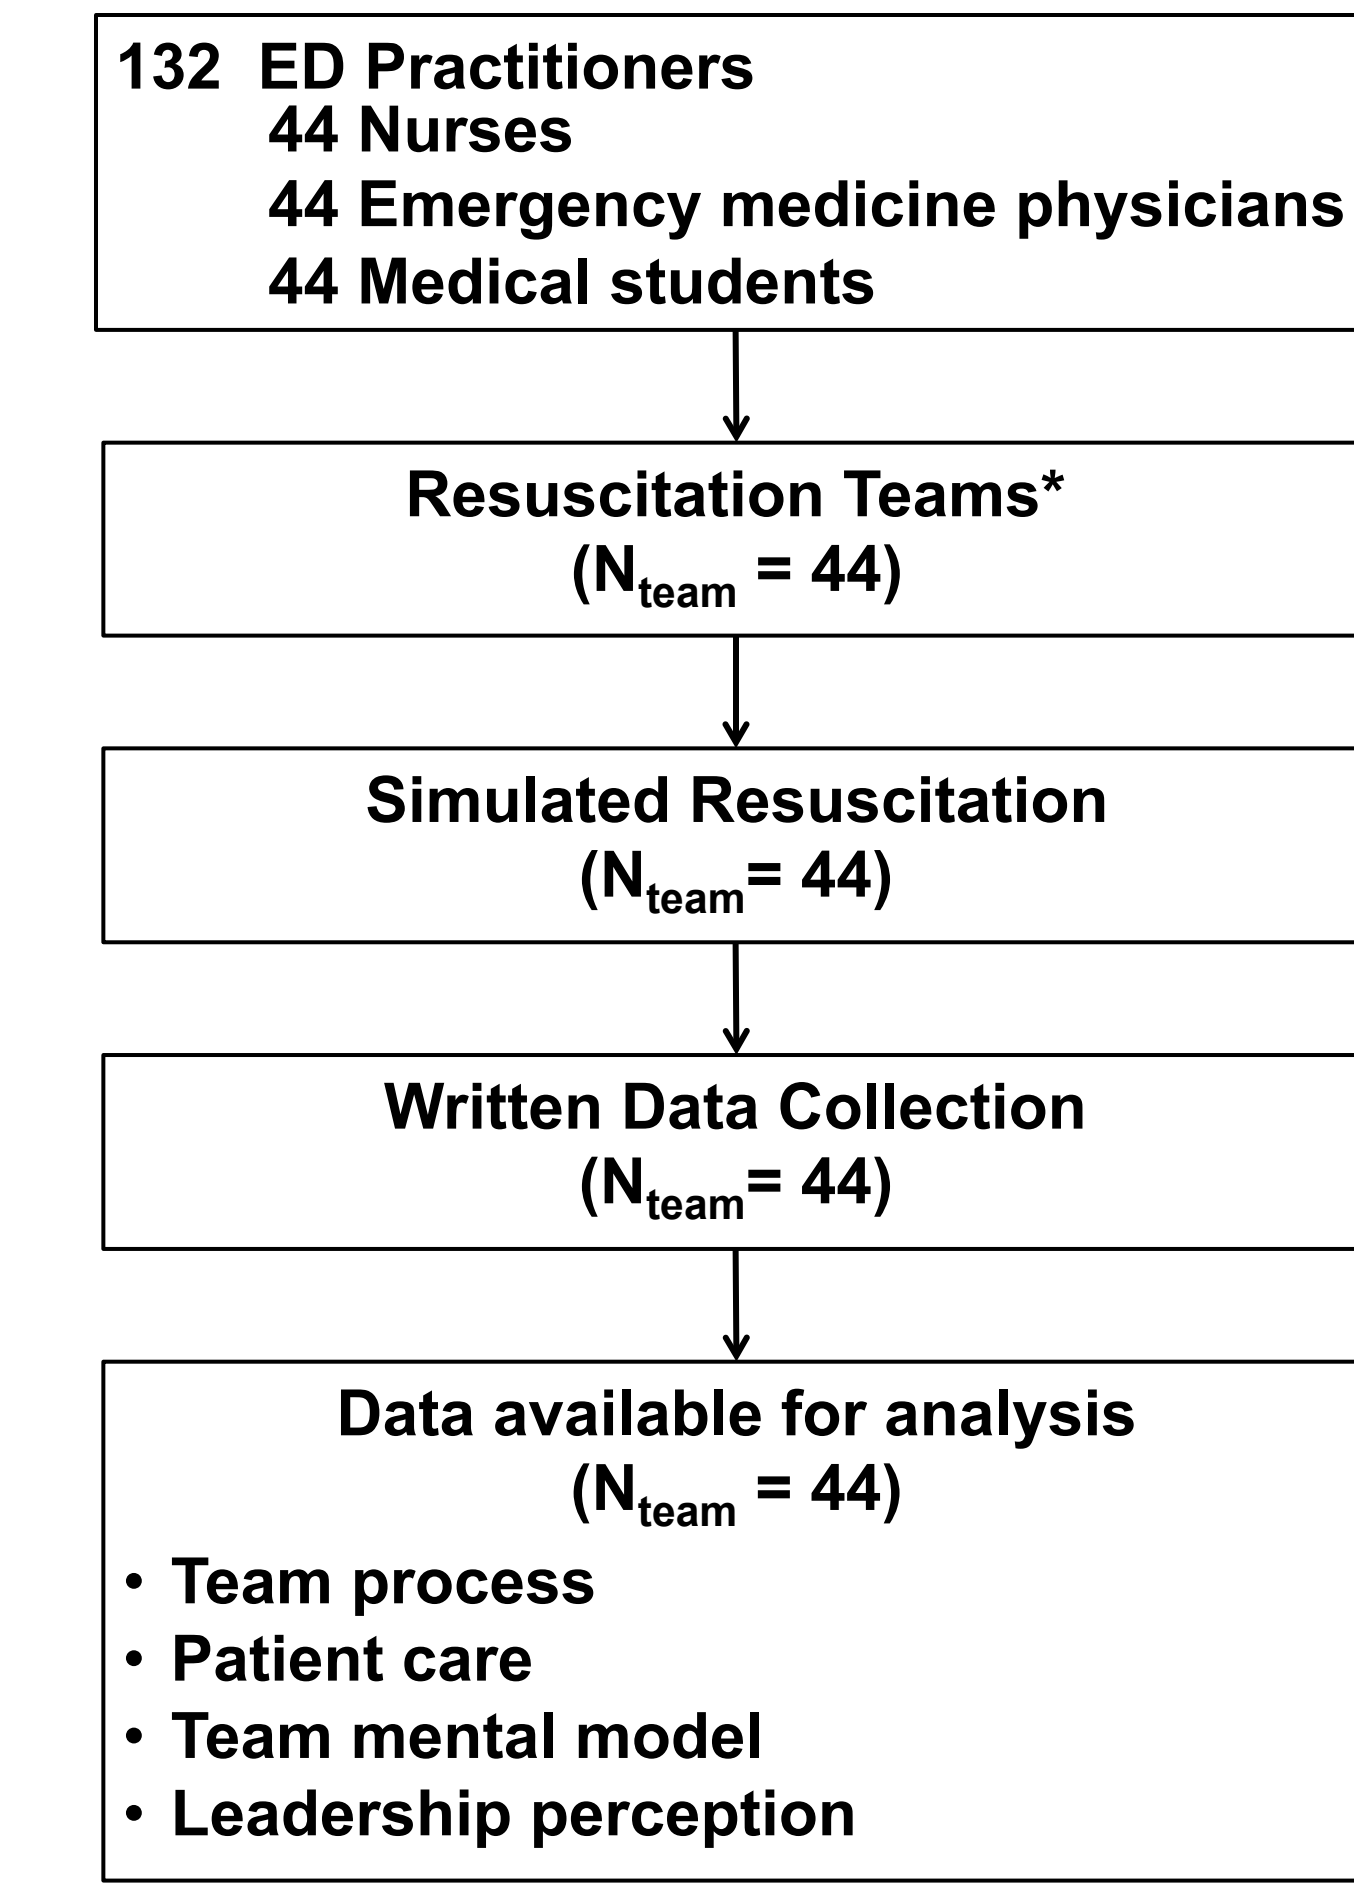 132 ED Practitioners
44 Nurses
44 Emergency medicine physicians
44 Medical students
Resuscitation Teams*
(Nteam = 44)
Simulated Resuscitation
(Nteam= 44)
Written Data Collection
(Nteam= 44)
Data available for analysis
(Nteam = 44)
• Team process
• Patient care
• Team mental model
• Leadership perception